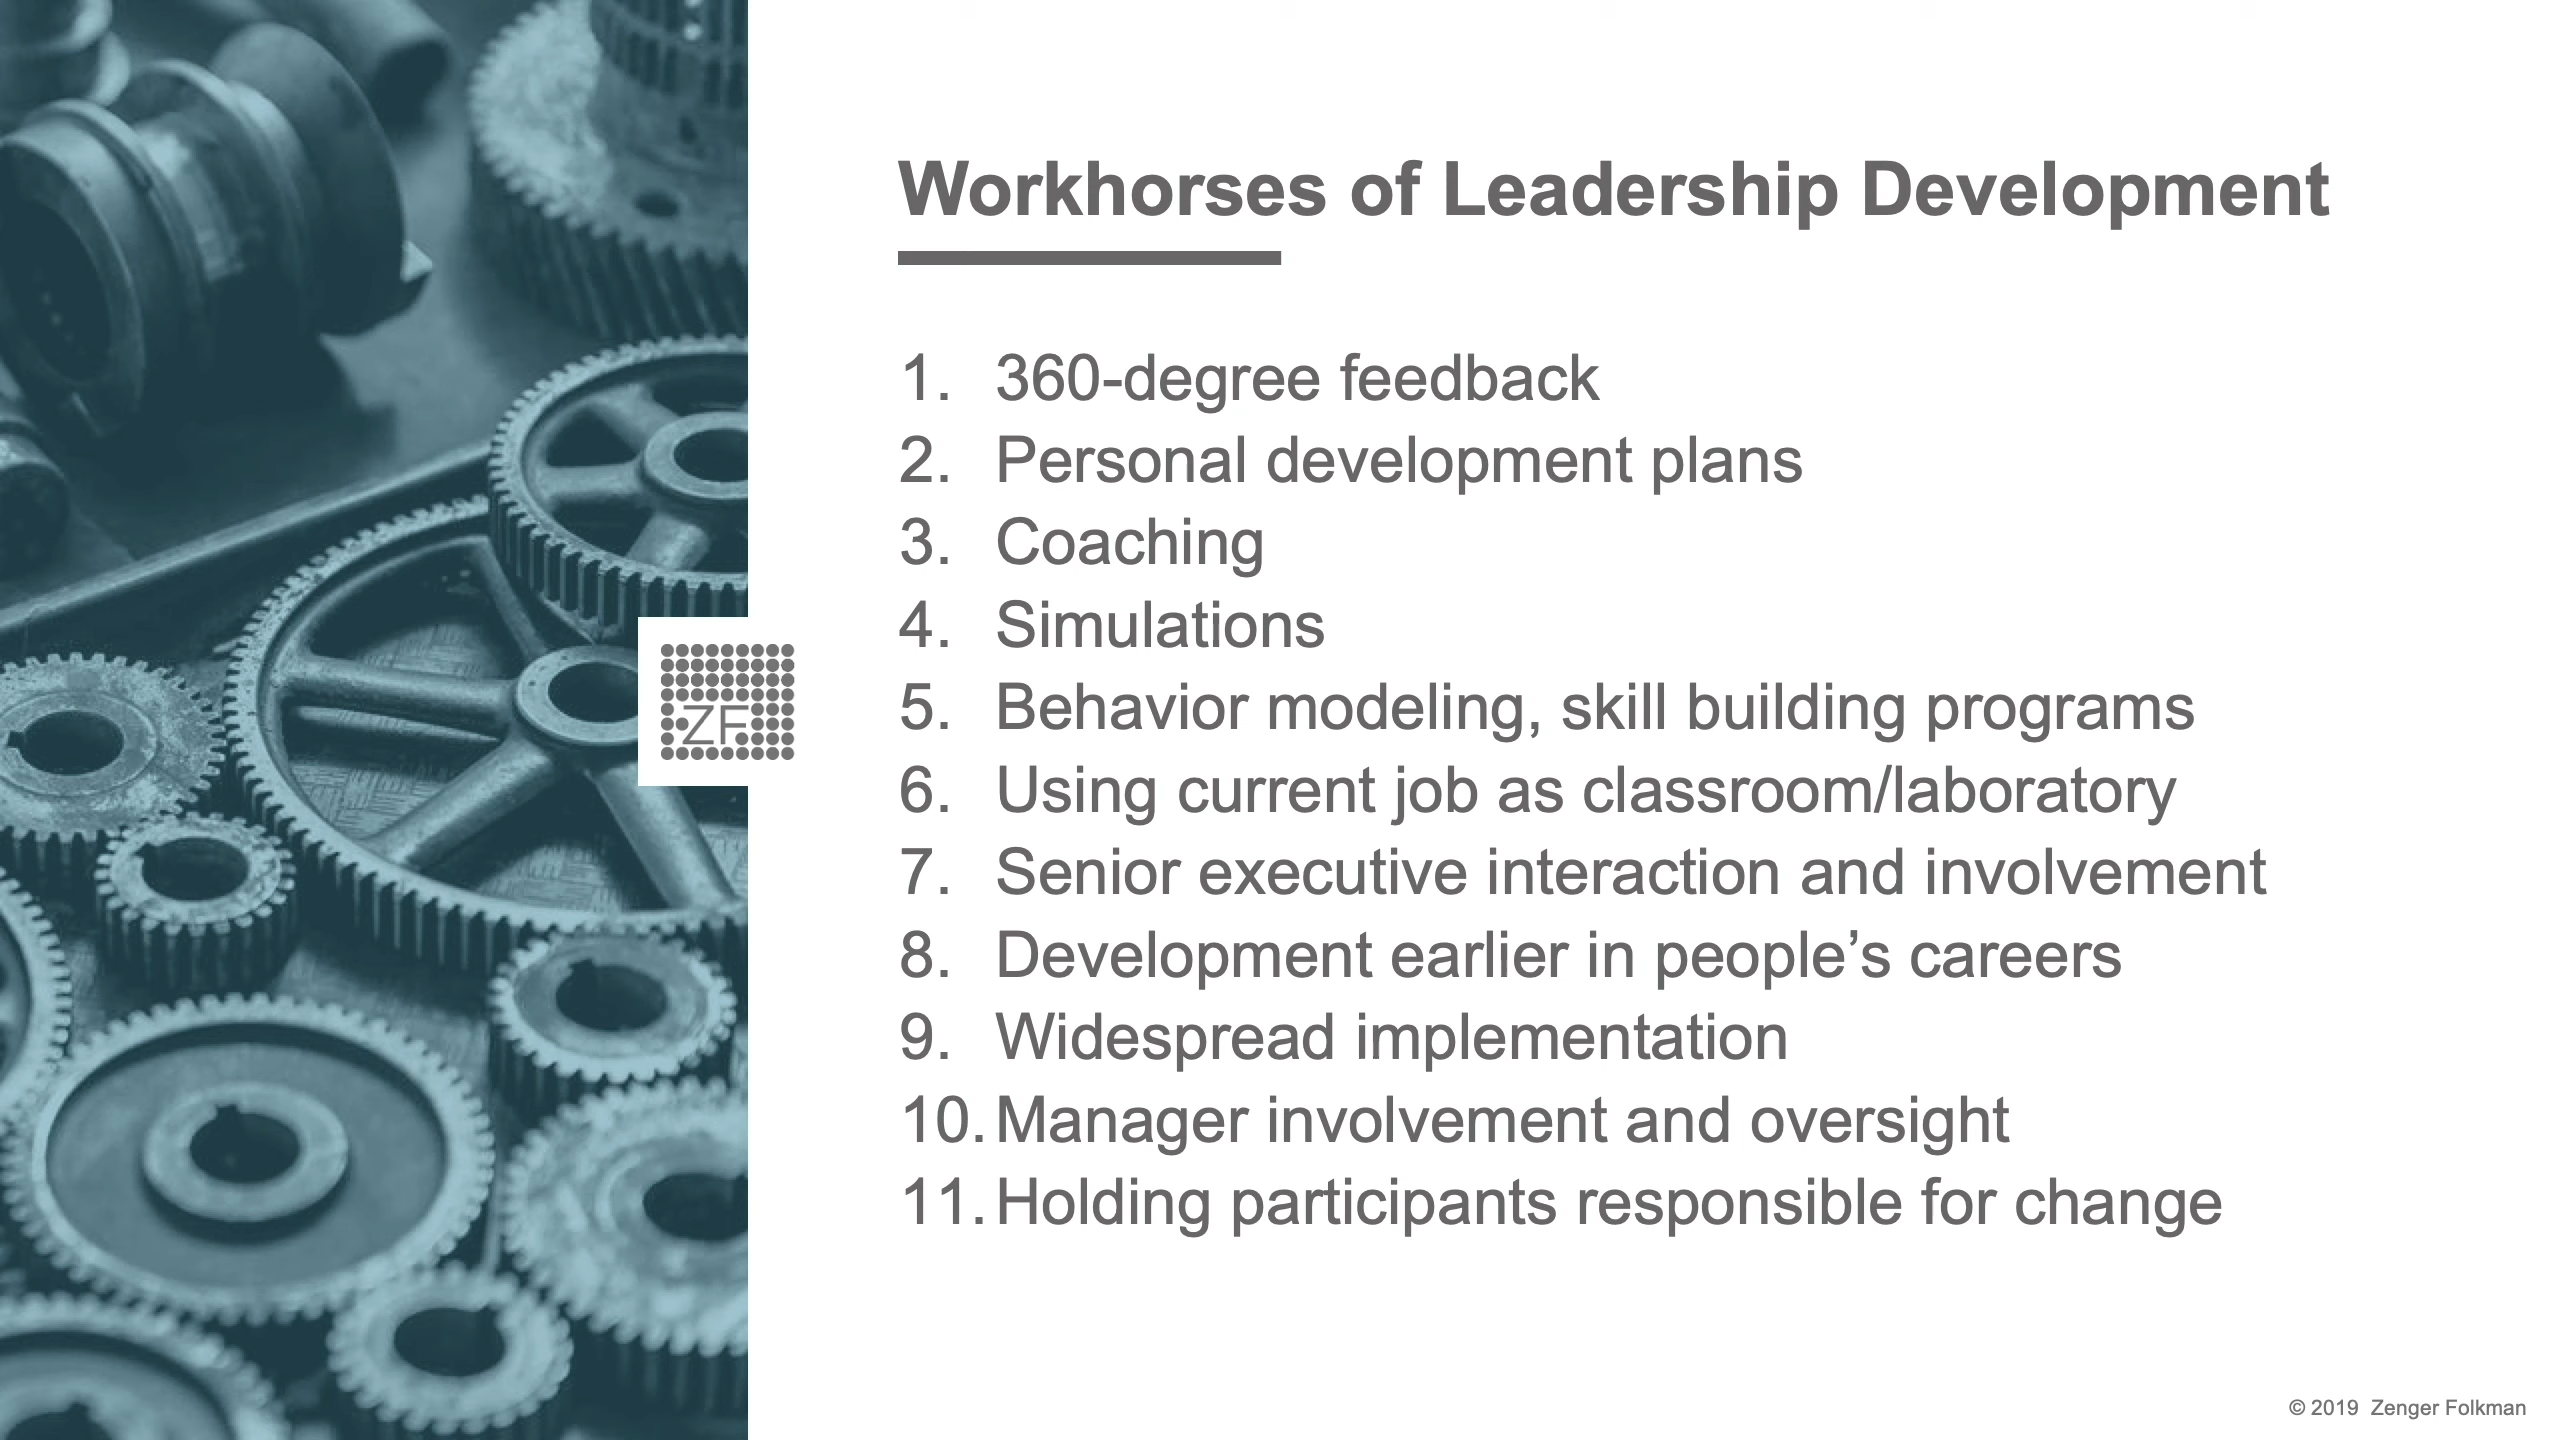 Workhorses of Leadership Development
1. 360-degree feedback
2. Personal development plans
3. Coaching
4. Simulations
5. Behavior modeling, skill building programs
6. Using current job as classroom/laboratory
7. Senior executive interaction and involvement
8. Development earlier in people’s careers
9. Widespread implementation
10. Manager involvement and oversight
11. Holding participants responsible for change
ZF
© 2019 Zenger Folkman